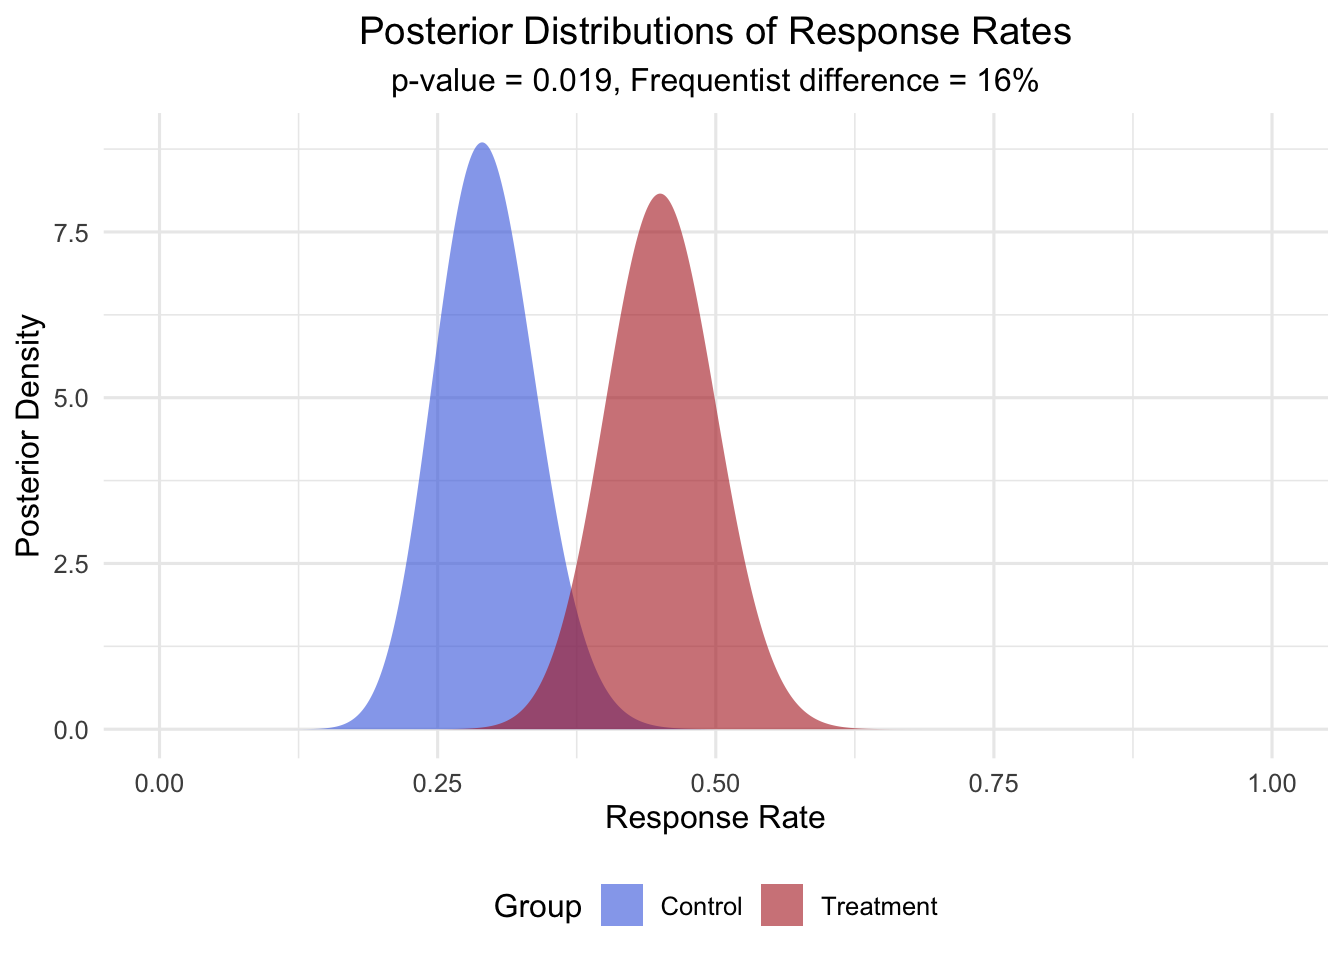 Posterior Distributions of Response Rates
p-value = 0.019, Frequentist difference = 16%
Posterior Density
7.5
5.0
2.5
0.0
0.00 0.25 0.50 0.75 1.00
Response Rate
Group Control Treatment